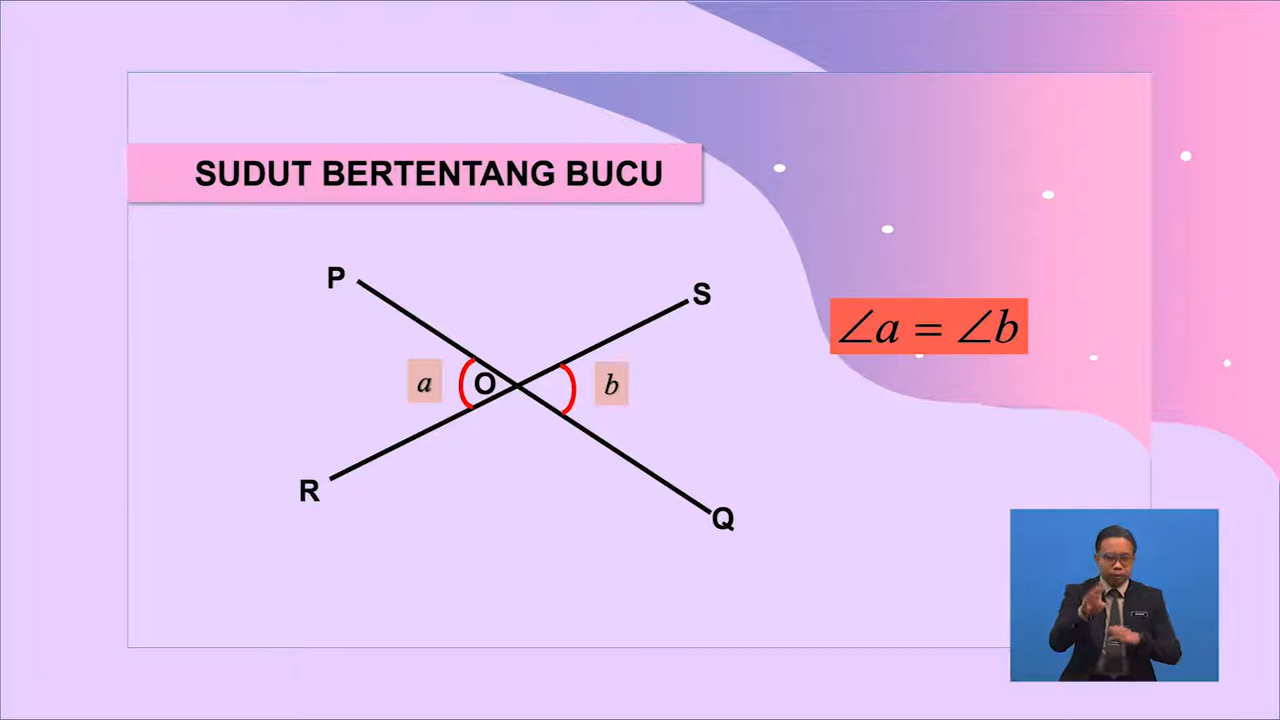 SUDUT BERTENTANG BUCU
P
S
∠a = ∠b
a
O
b
R
Q